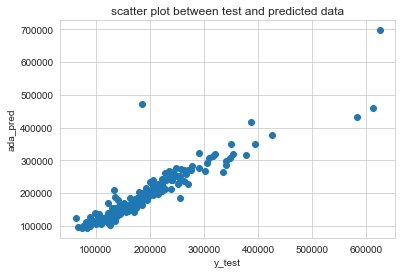 scatter plot between test and predicted data
700000
600000
500000
400000
300000
200000
100000
ada_pred
100000 200000 300000 400000 500000 600000
y_test